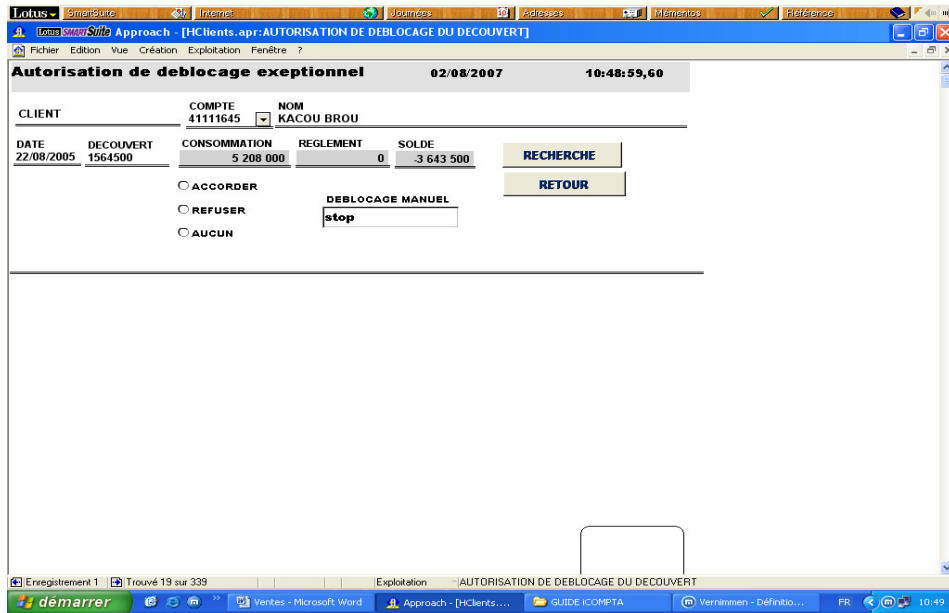 Lotus SmartSuite Internet Journées 10 Adresses Mémentos Référence
Lotus SMARTSuite Approach - [HClients.apr:AUTORISATION DE DEBLOCAGE DU DECOUVERT]
Fichier Edition Vue Création Exploitation Fenêtre ?
Autorisation de deblocage exeptionnel 02/08/2007 10:48:59,60
CLIENT COMPTE NOM
41111645 KACOU BROU
DATE DECOUVERT CONSOMMATION REGLEMENT SOLDE
22/08/2005 1564500 5 208 000 0 -3 643 500
RECHERCHE
RETOUR
ACCORDER
REFUSER
AUCUN
DEBLOCAGE MANUEL
stop
Enregistrement 1 Trouvé 19 sur 339 Exploitation AUTORISATION DE DEBLOCAGE DU DECOUVERT
démarrer Ventes - Microsoft Word Approach - [HClients.... GUIDE iCOMPTA Vernimmen - Définitio... FR 10:49